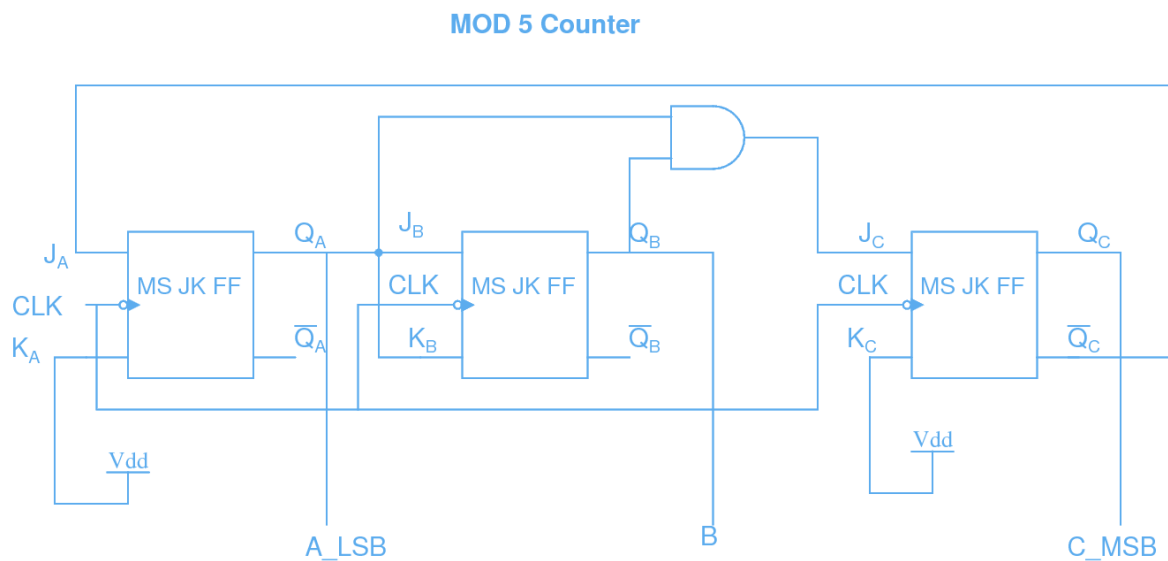 MOD 5 Counter
Q_A
J_B
Q_B
J_C
Q_C
J_A
MS JK FF
CLK
MS JK FF
CLK
MS JK FF
CLK
K_A
Q̅_A
K_B
Q̅_B
K_C
Q̅_C
Vdd
Vdd
A_LSB
B
C_MSB